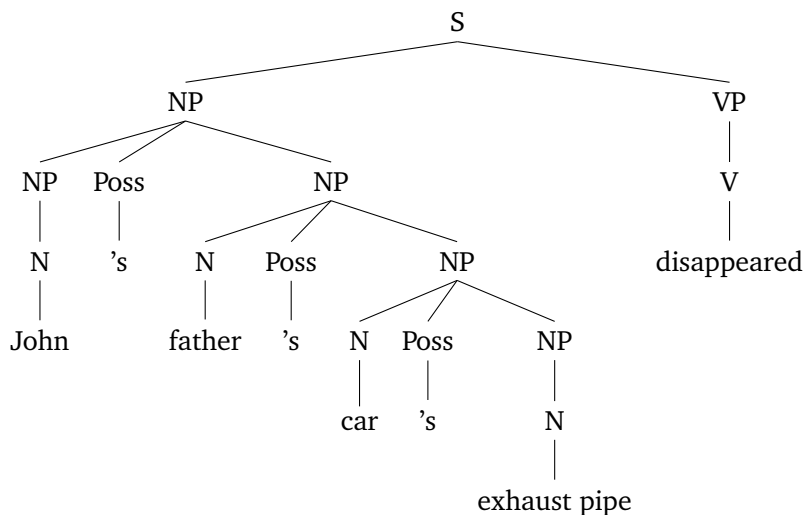 S
NP VP
NP Poss NP V
N ’s N Poss NP disappeared
John father ’s N Poss NP
car ’s N
exhaust pipe